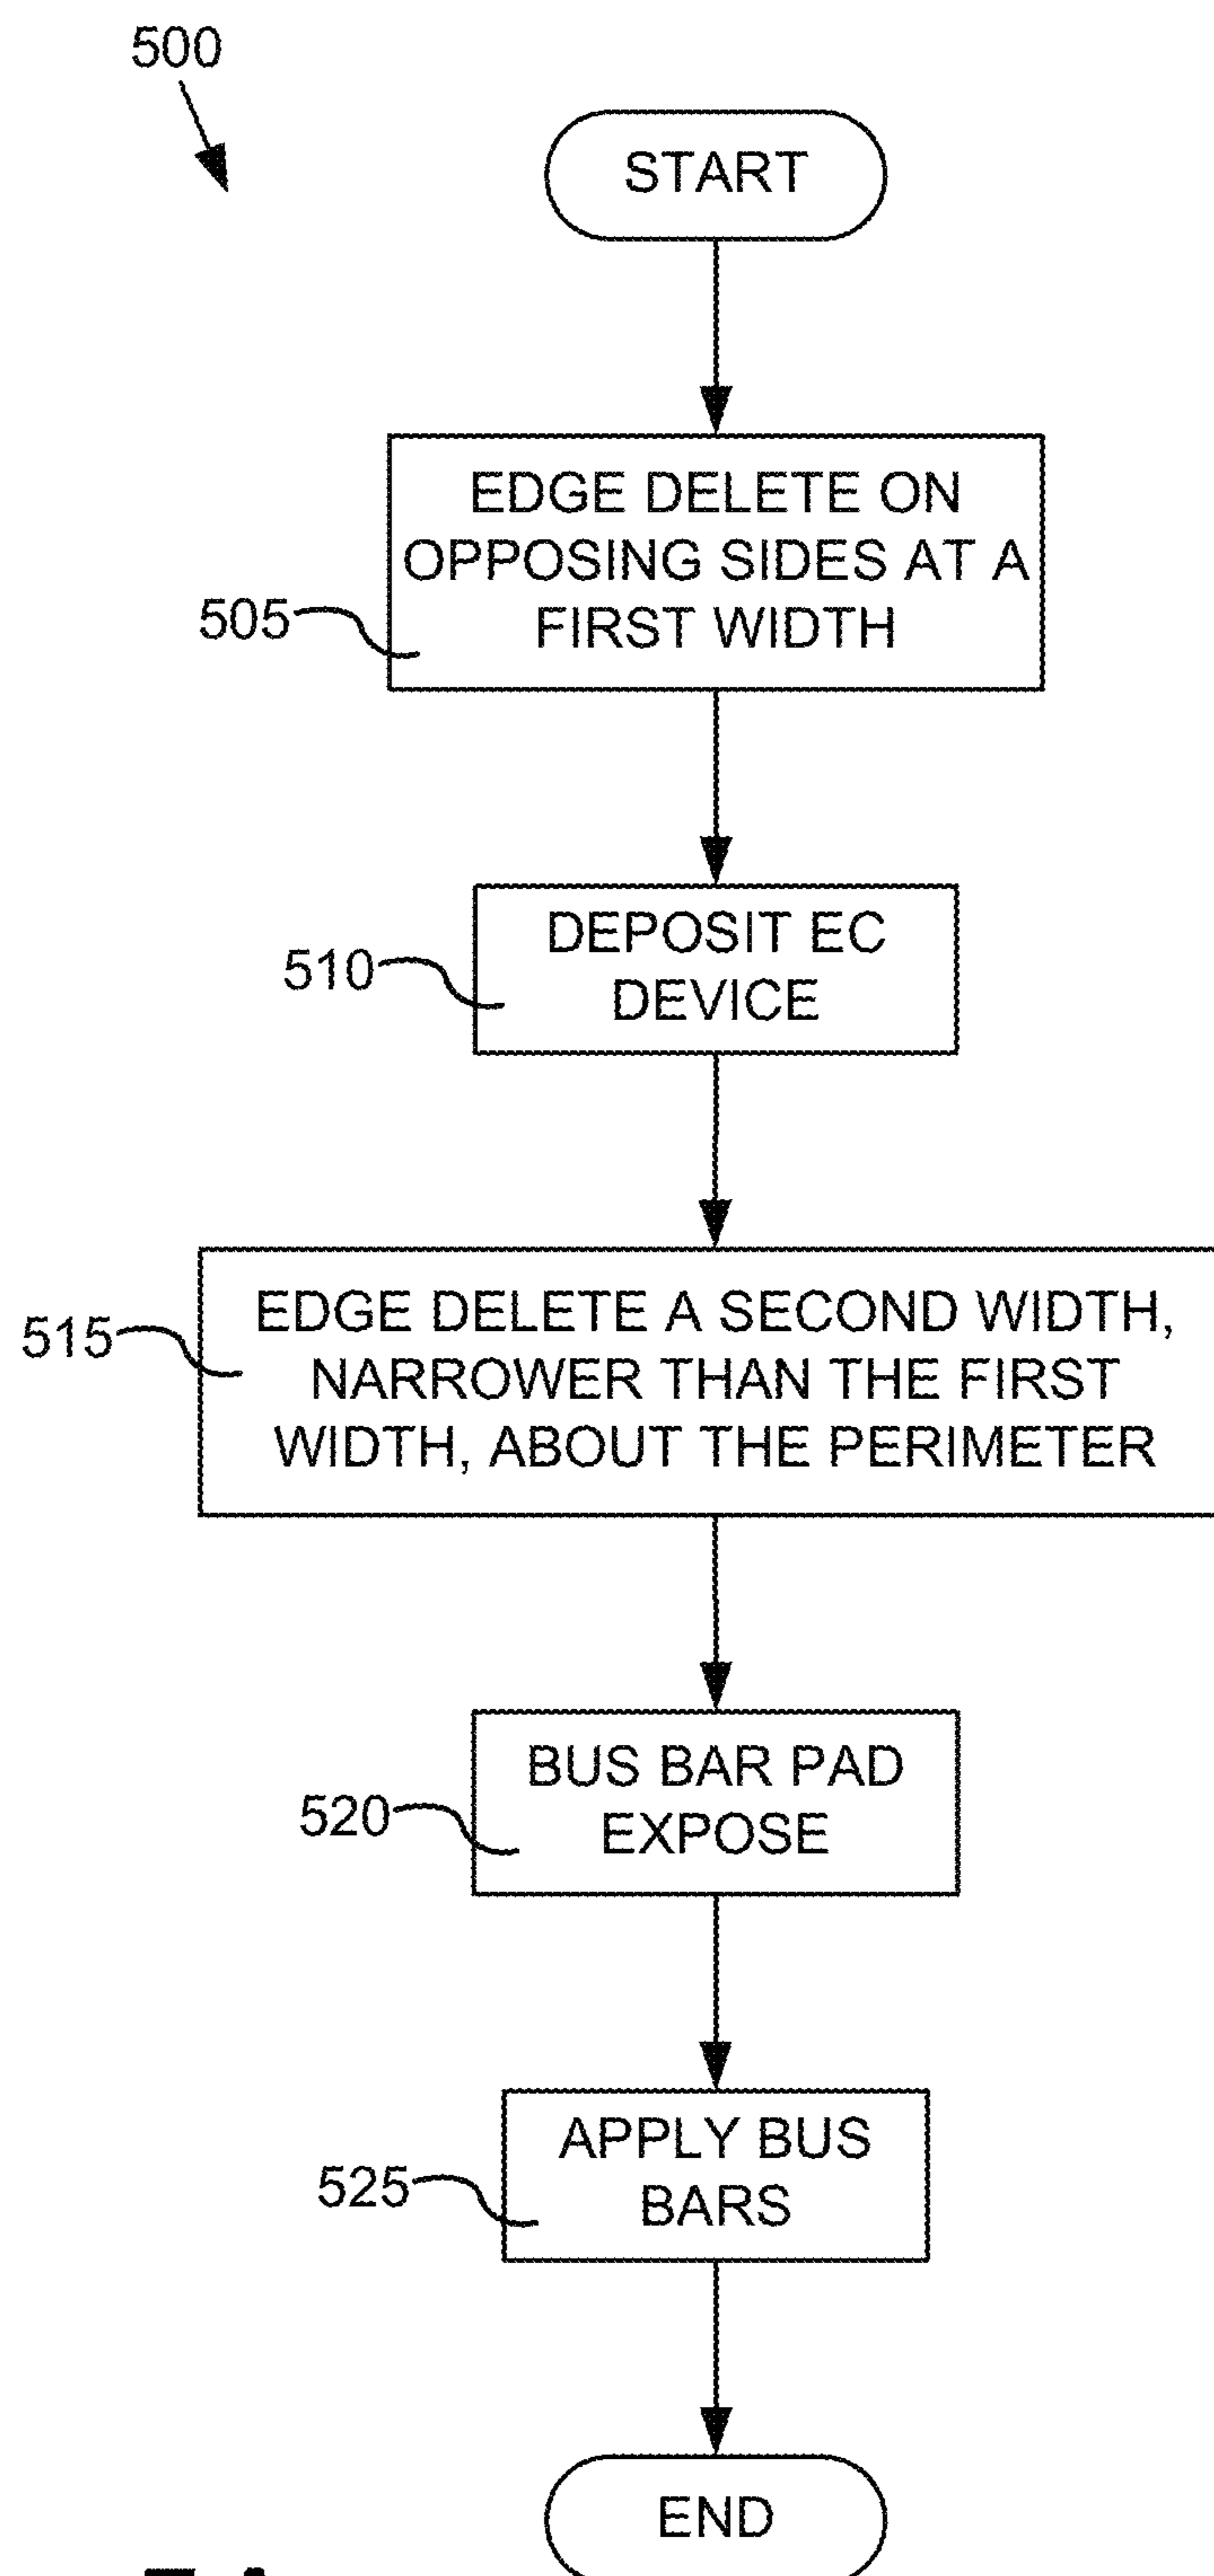 500
START
EDGE DELETE ON
OPPOSING SIDES AT A
FIRST WIDTH
505
DEPOSIT EC
DEVICE
510
EDGE DELETE A SECOND WIDTH,
NARROWER THAN THE FIRST
WIDTH, ABOUT THE PERIMETER
515
BUS BAR PAD
EXPOSE
520
APPLY BUS
BARS
525
END